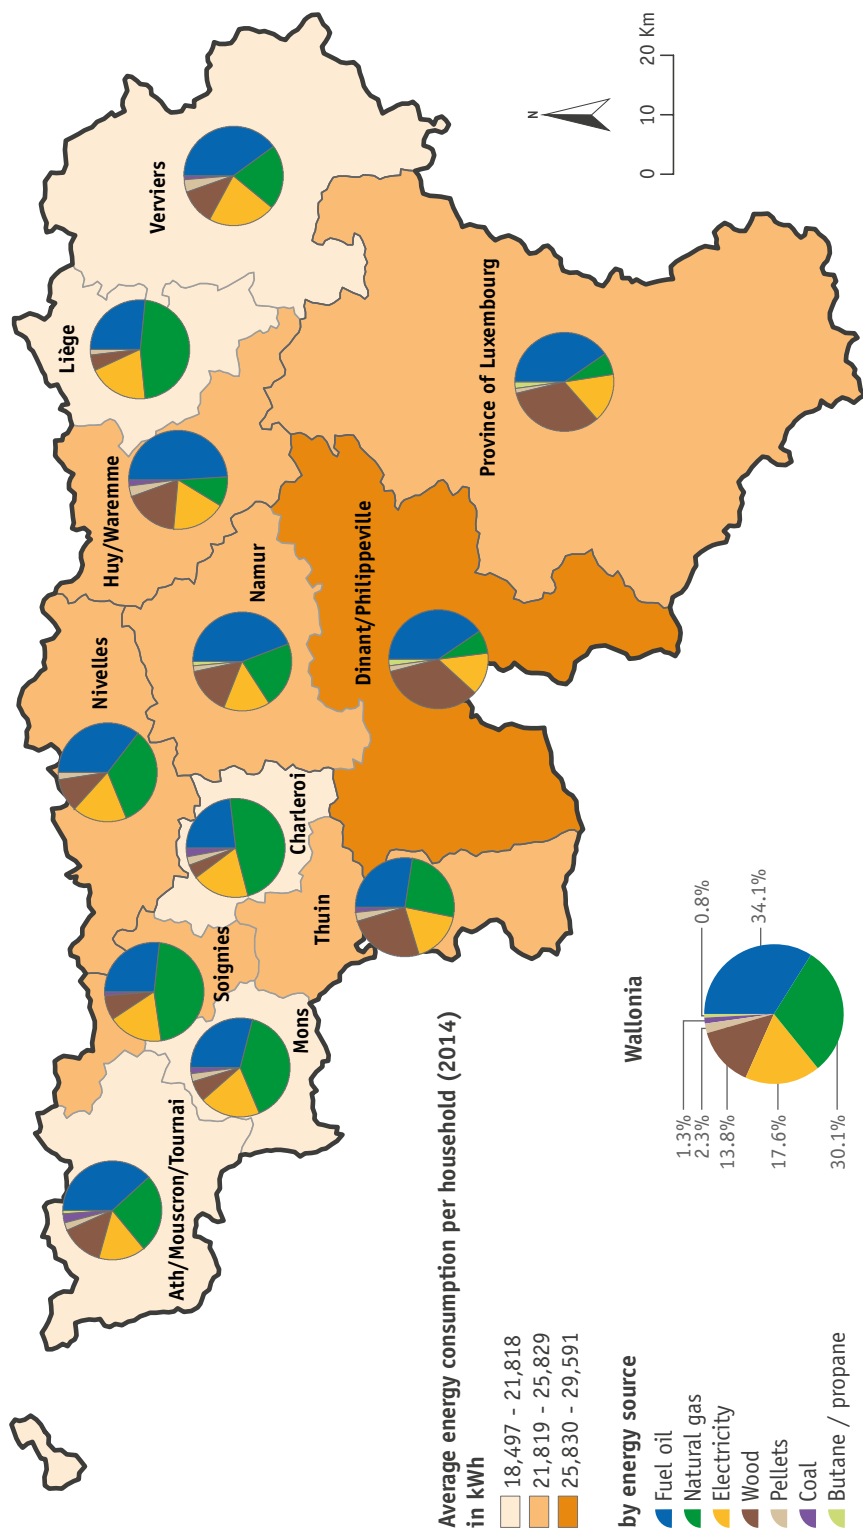 Ath/Mouscron/Tournai
Mons
Soignies
Thuin
Charleroi
Nivelles
Namur
Huy/Waremme
Liège
Verviers
Dinant/Philippeville
Province of Luxembourg
Average energy consumption per household (2014)
in kWh
18,497 - 21,818
21,819 - 25,829
25,830 - 29,591
by energy source
Fuel oil
Natural gas
Electricity
Wood
Pellets
Coal
Butane / propane
Wallonia
1.3%
2.3%
13.8%
17.6%
30.1%
0.8%
34.1%
N
0 10 20 Km